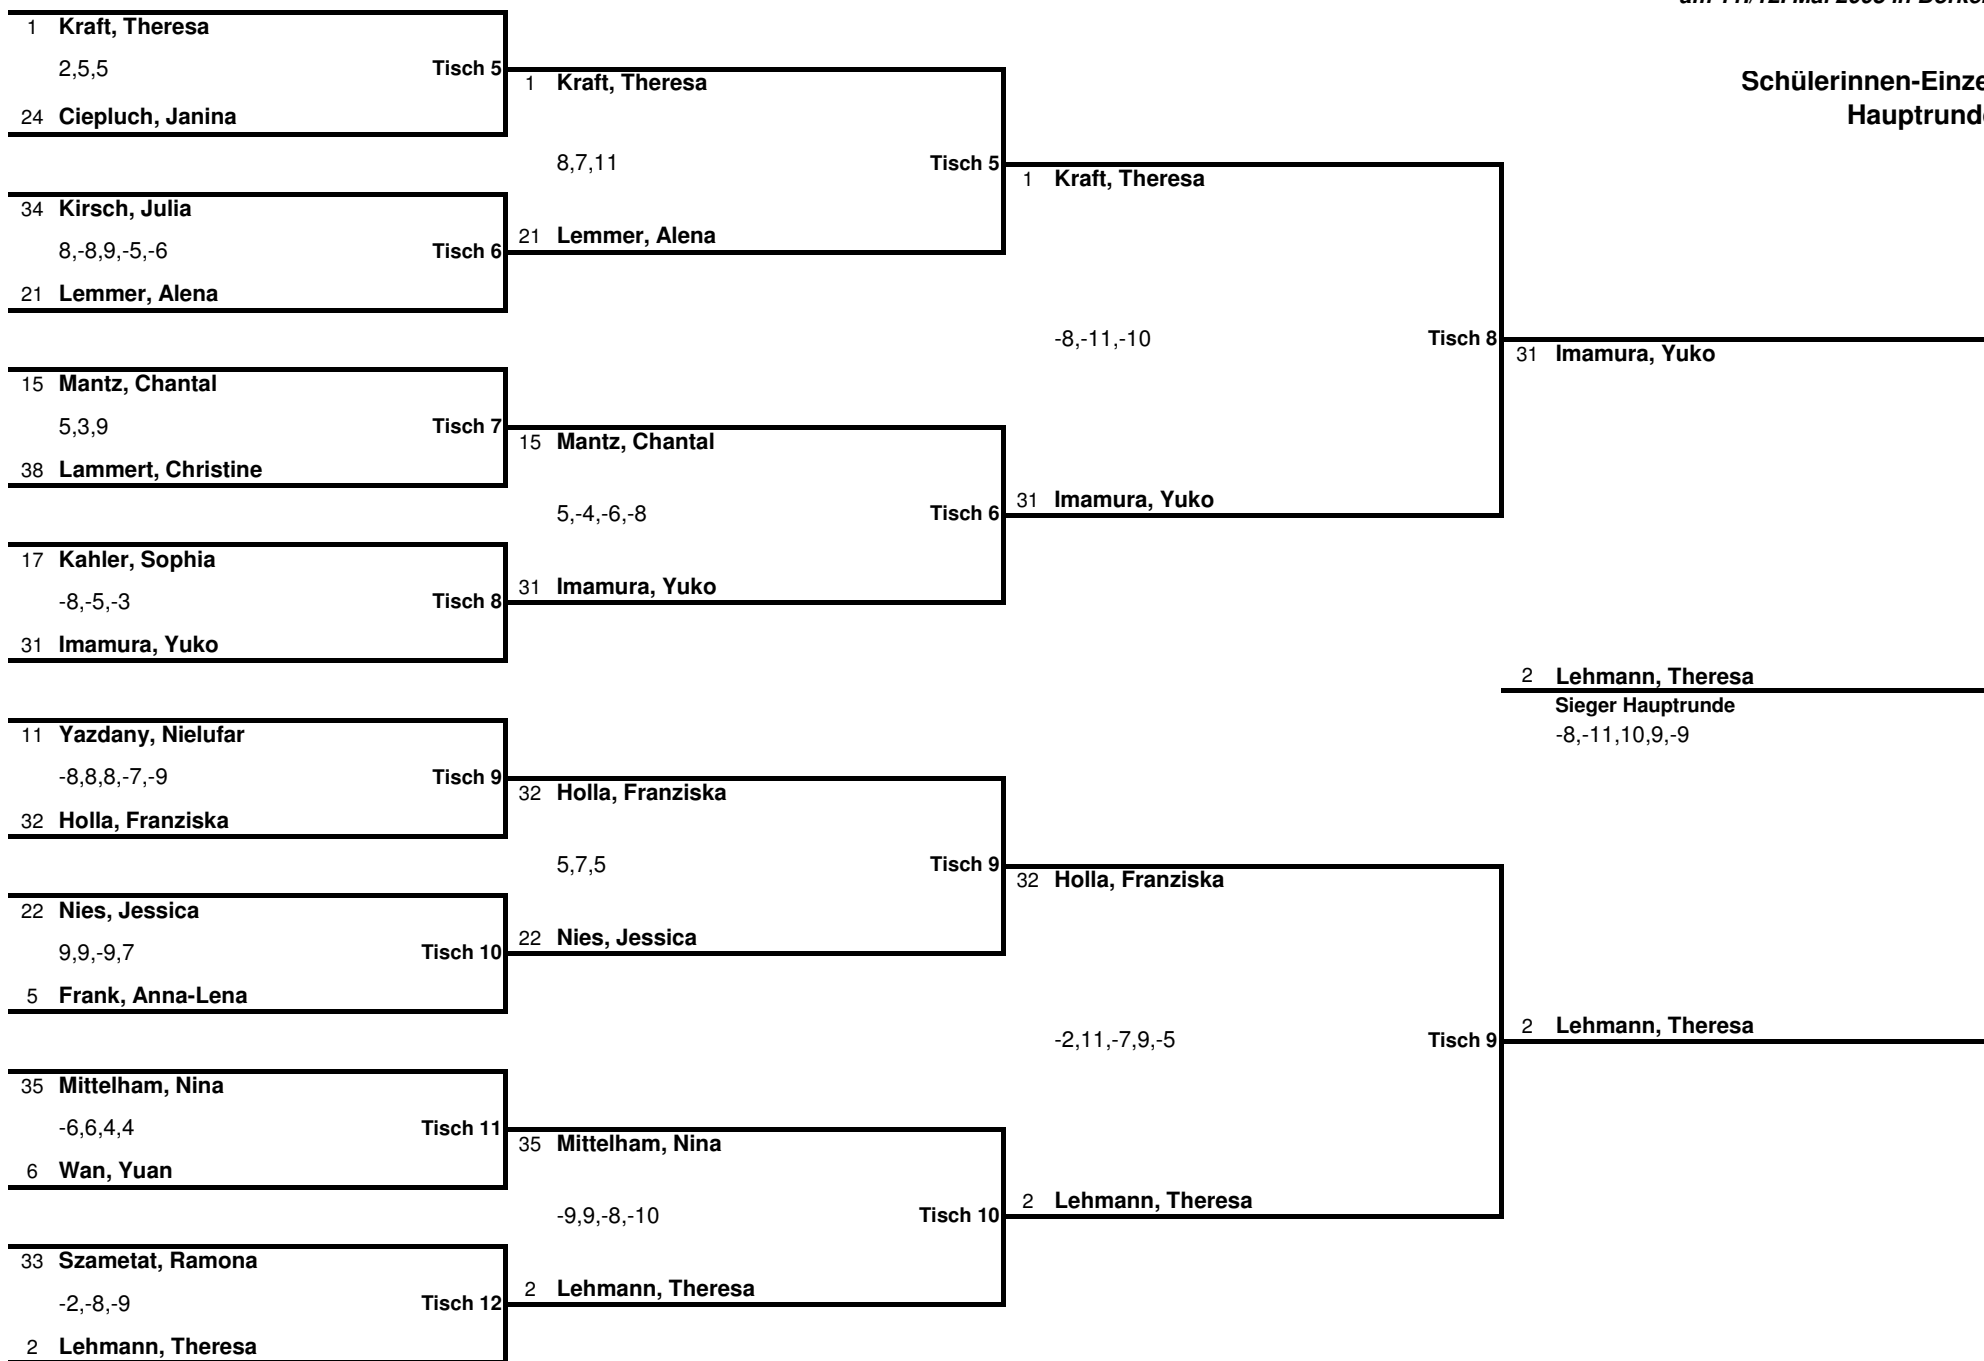 1 Kraft, Theresa
2,5,5 Tisch 5
24 Ciepluch, Janina
34 Kirsch, Julia
8,-8,9,-5,-6 Tisch 6
21 Lemmer, Alena
15 Mantz, Chantal
5,3,9 Tisch 7
38 Lammert, Christine
17 Kahler, Sophia
-8,-5,-3 Tisch 8
31 Imamura, Yuko
11 Yazdany, Nielufar
-8,8,8,-7,-9 Tisch 9
32 Holla, Franziska
22 Nies, Jessica
9,9,-9,7 Tisch 10
5 Frank, Anna-Lena
35 Mittelham, Nina
-6,6,4,4 Tisch 11
6 Wan, Yuan
33 Szametat, Ramona
-2,-8,-9 Tisch 12
2 Lehmann, Theresa
1 Kraft, Theresa
8,7,11 Tisch 5
21 Lemmer, Alena
15 Mantz, Chantal
5,-4,-6,-8 Tisch 6
31 Imamura, Yuko
32 Holla, Franziska
5,7,5 Tisch 9
22 Nies, Jessica
35 Mittelham, Nina
-9,9,-8,-10 Tisch 10
2 Lehmann, Theresa
1 Kraft, Theresa
-8,-11,-10 Tisch 8
31 Imamura, Yuko
32 Holla, Franziska
-2,11,-7,9,-5 Tisch 9
2 Lehmann, Theresa
Schülerinnen-Einze
Hauptrund
31 Imamura, Yuko
2 Lehmann, Theresa
Sieger Hauptrunde
-8,-11,10,9,-9
2 Lehmann, Theresa